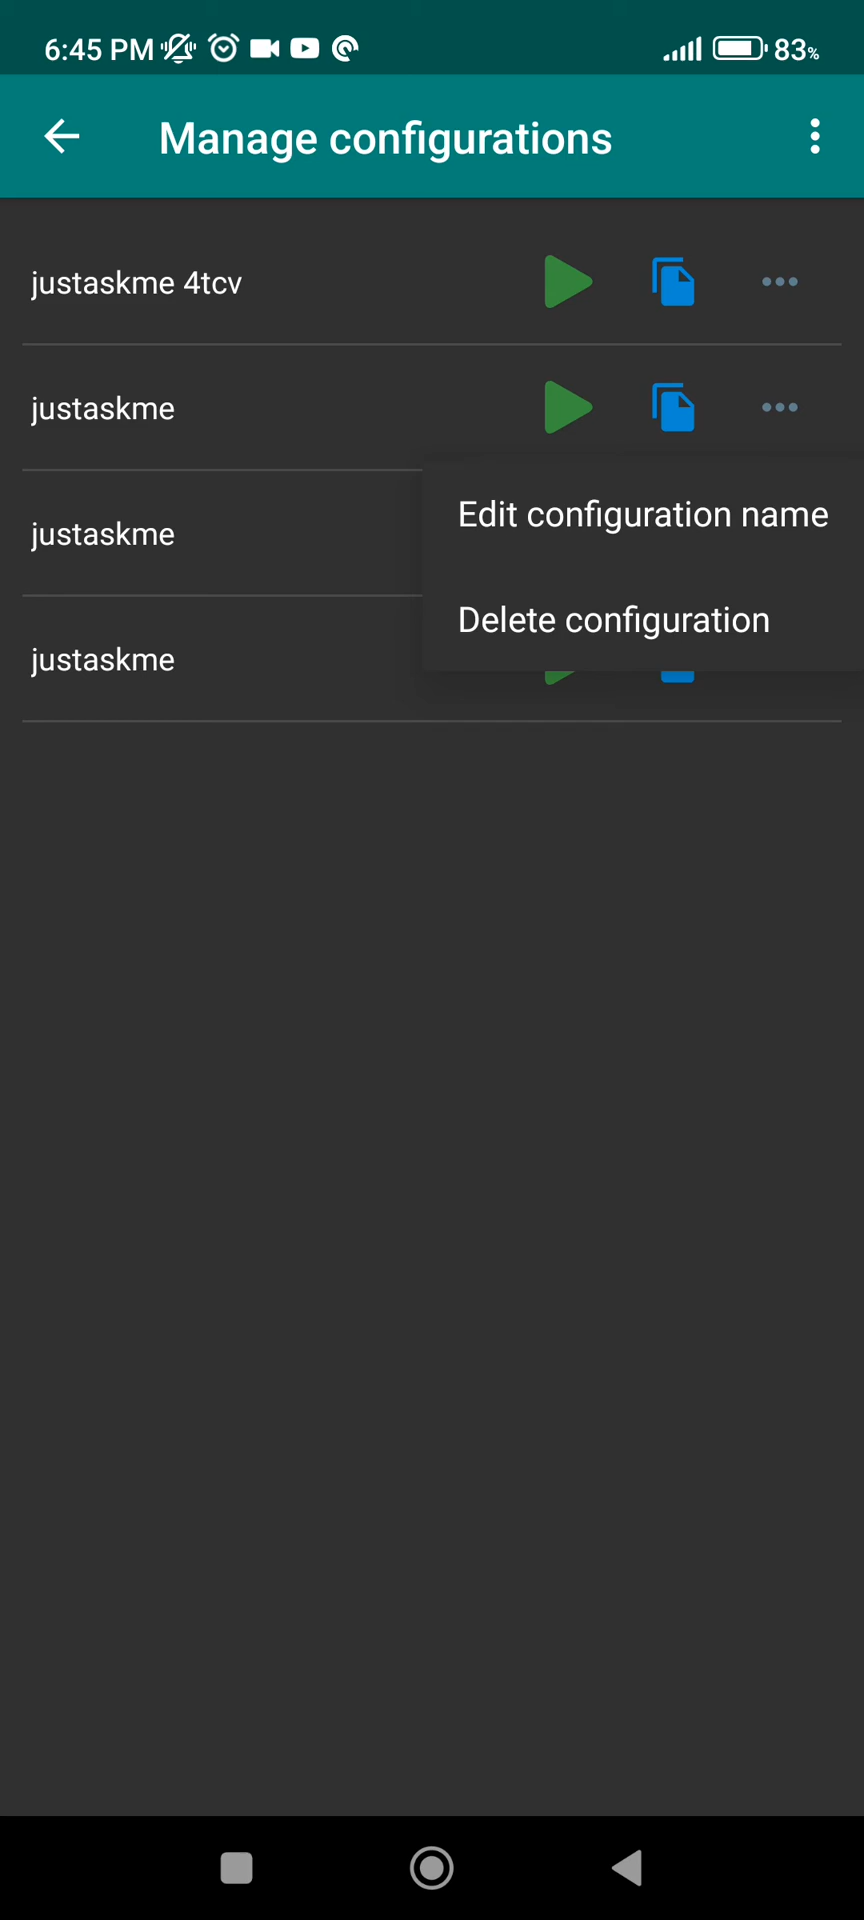 6:45 PM 83%
Manage configurations
justaskme 4tcv
justaskme
Edit configuration name
justaskme
Delete configuration
justaskme